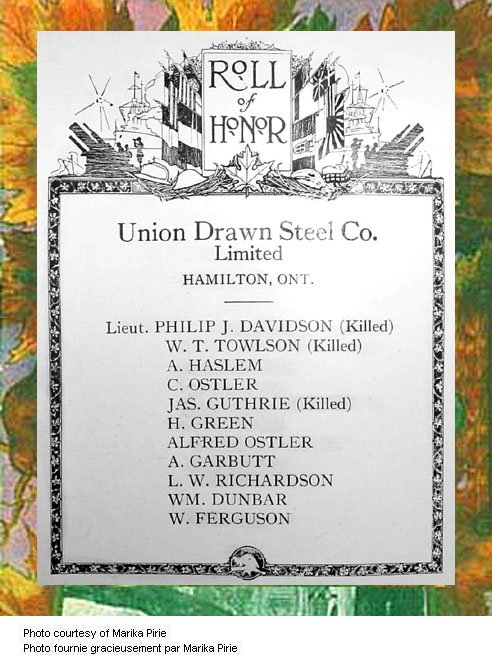 ROLL
of
HONOR
Union Drawn Steel Co.
Limited
HAMILTON, ONT.
Lieut. PHILIP J. DAVIDSON (Killed)
W. T. TOWLSON (Killed)
A. HASLEM
C. OSTLER
JAS. GUTHRIE (Killed)
H. GREEN
ALFRED OSTLER
A. GARBUTT
L. W. RICHARDSON
WM. DUNBAR
W. FERGUSON
Photo courtesy of Marika Pirie
Photo fournie gracieusement par Marika Pirie